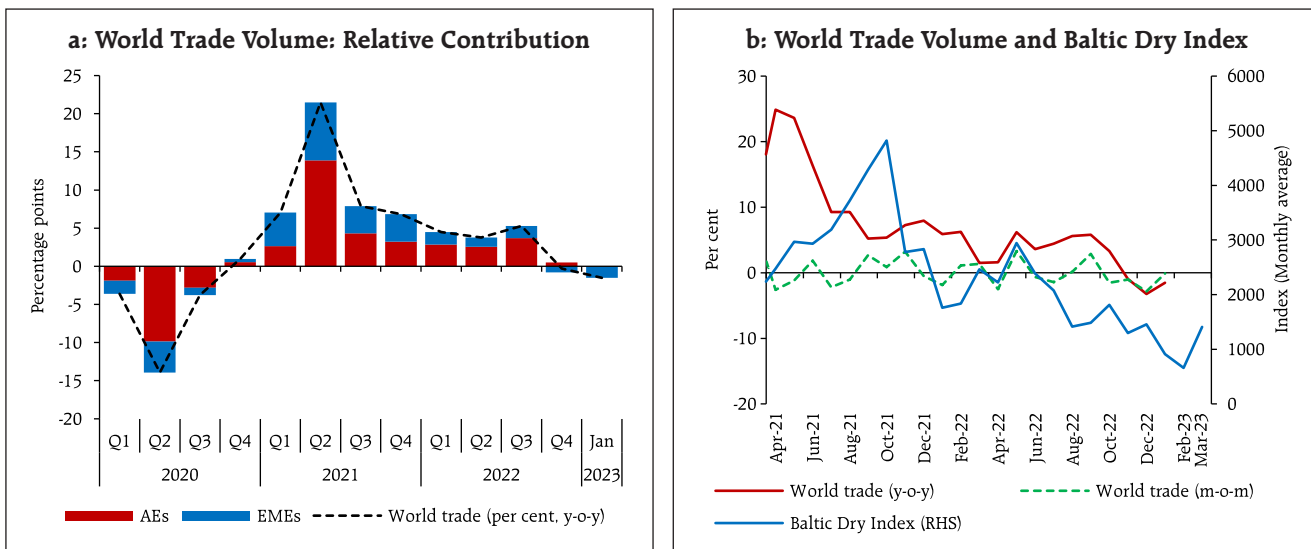 a: World Trade Volume: Relative Contribution
25
20
15
10
5
0
-5
-10
-15
-20
Percentage points
Q1 Q2 Q3 Q4 Q1 Q2 Q3 Q4 Q1 Q2 Q3 Q4 Jan
2020 2021 2022 2023
AEs EMEs World trade (per cent, y-o-y)
b: World Trade Volume and Baltic Dry Index
30
20
10
0
-10
-20
Per cent
6000
5000
4000
3000
2000
1000
0
Index (Monthly average)
Apr-21
Jun-21
Aug-21
Oct-21
Dec-21
Feb-22
Apr-22
Jun-22
Aug-22
Oct-22
Dec-22
Feb-23
Mar-23
World trade (y-o-y) World trade (m-o-m)
Baltic Dry Index (RHS)